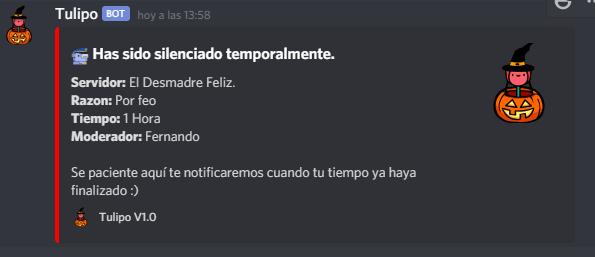 Tulipo BOT hoy a las 13:58
Has sido silenciado temporalmente.
Servidor: El Desmadre Feliz.
Razon: Por feo
Tiempo: 1 Hora
Moderador: Fernando
Se paciente aquí te notificaremos cuando tu tiempo ya haya
finalizado :)
Tulipo V1.0